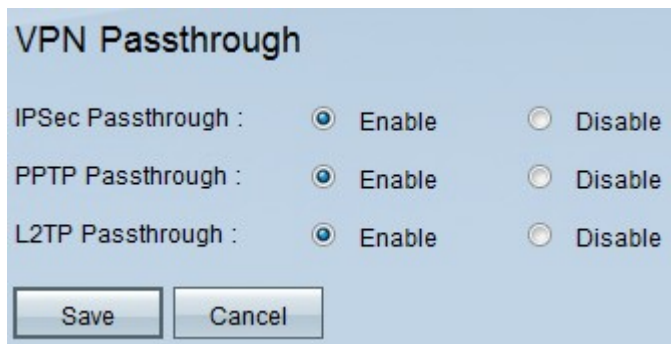 VPN Passthrough
IPSec Passthrough : Enable Disable
PPTP Passthrough : Enable Disable
L2TP Passthrough : Enable Disable
Save Cancel